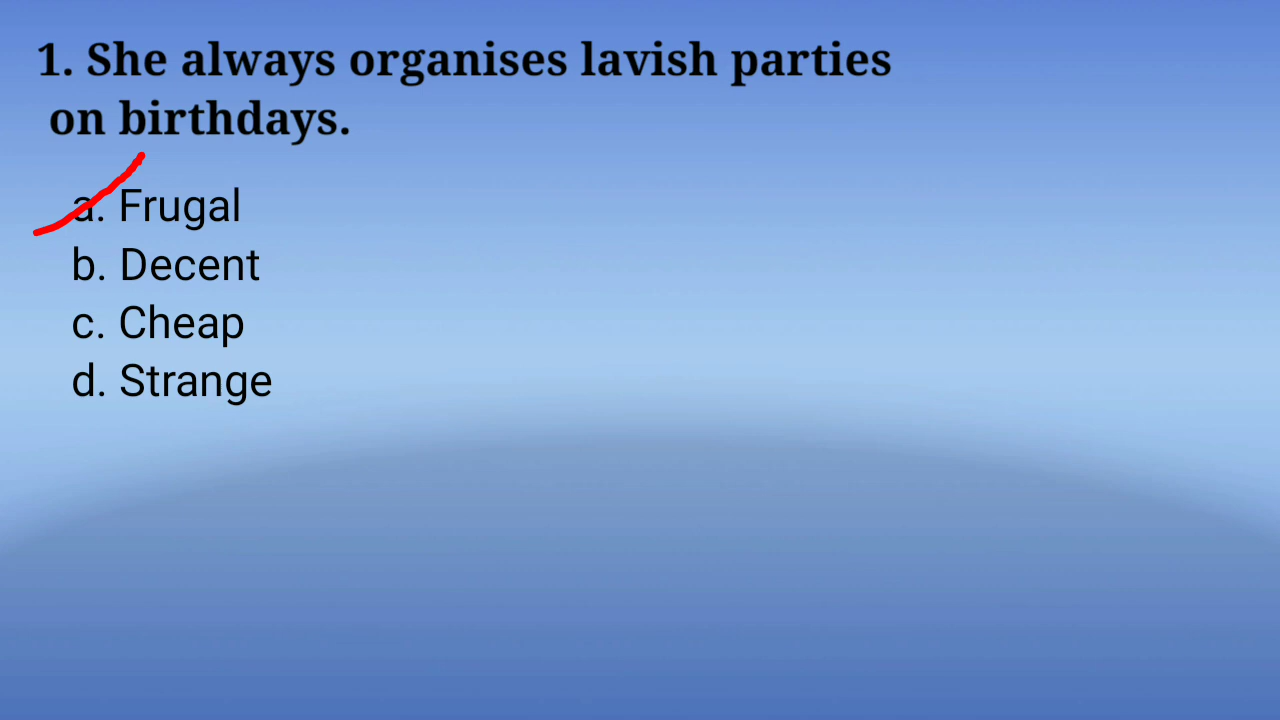 1. She always organises lavish parties
on birthdays.
a. Frugal
b. Decent
c. Cheap
d. Strange